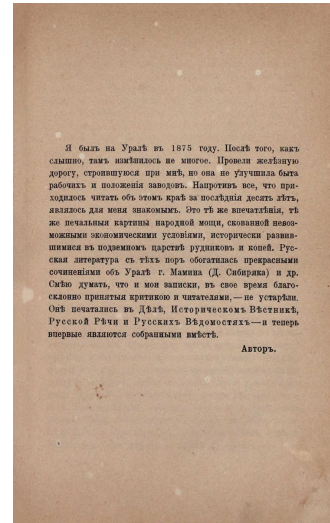 Я былъ на Уралѣ въ 1875 году. Послѣ того, какъ
слышно, тамъ измѣнилось не многое. Провели желѣзную
дорогу, строившуюся при мнѣ, но она не улучшила быта
рабочихъ и положенія заводовъ. Напротивъ все, что при-
ходилось читать объ этомъ краѣ за послѣднія десять лѣтъ,
являлось для меня знакомымъ. Это тѣ же впечатлѣнія, тѣ
же печальныя картины народной мощи, скованной невоз-
можными экономическими условіями, исторически развив-
шимися въ подземномъ царствѣ рудниковъ и копей. Рус-
ская литература съ тѣхъ поръ обогатилась прекрасными
сочиненіями объ Уралѣ г. Мамина (Д. Сибиряка) и др.
Смѣю думать, что и мои записки, въ свое время благо-
склонно принятыя критикою и читателями,—не устарѣли.
Онѣ печатались въ Дѣлѣ, Историческомъ Вѣстникѣ,
Русской Рѣчи и Русскихъ Вѣдомостяхъ—и теперь
впервые являются собранными вмѣстѣ.
Авторъ.